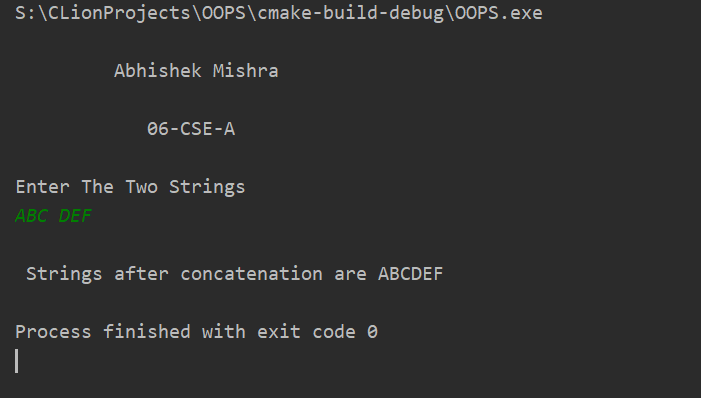 S:\CLionProjects\OOPS\cmake-build-debug\OOPS.exe
Abhishek Mishra
06-CSE-A
Enter The Two Strings
ABC DEF
Strings after concatenation are ABCDEF
Process finished with exit code 0